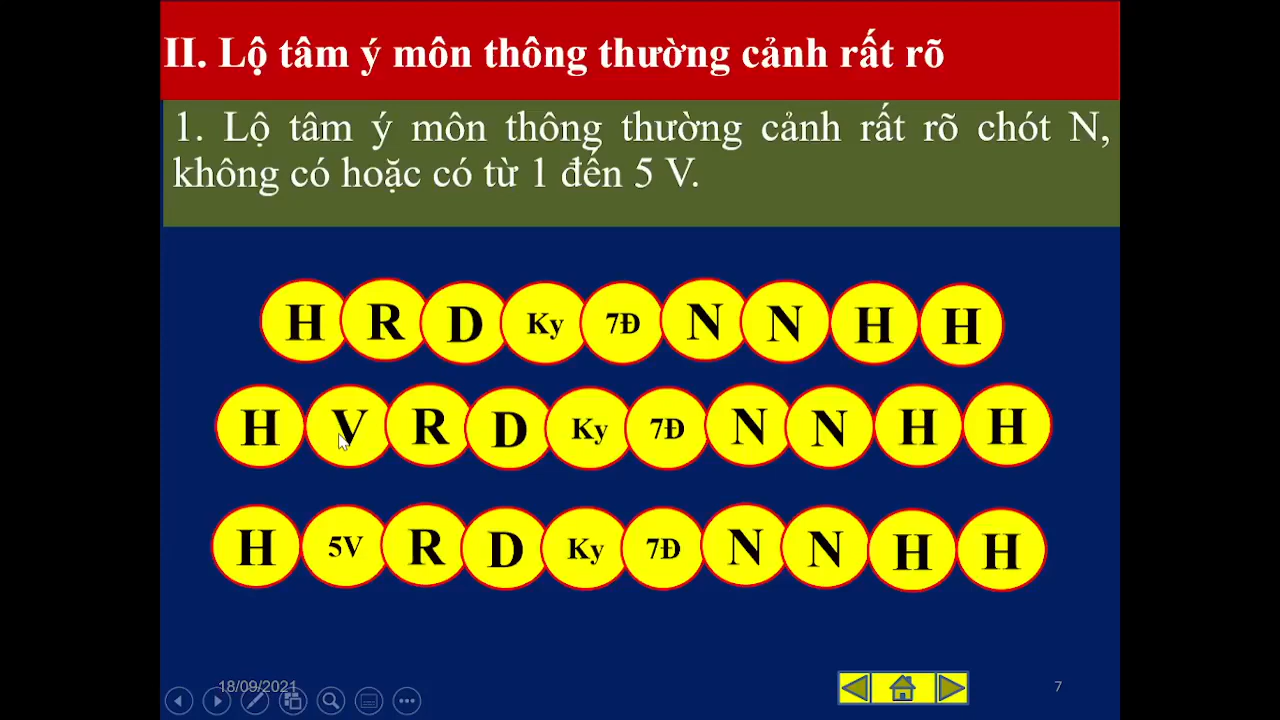 II. Lộ tâm ý môn thông thường cảnh rất rõ
1. Lộ tâm ý môn thông thường cảnh rất rõ chót N,
không có hoặc có từ 1 đến 5 V.
H R D Ky 7Đ N N H H
H V R D Ky 7Đ N N H H
H 5V R D Ky 7Đ N N H H
18/09/2021 7